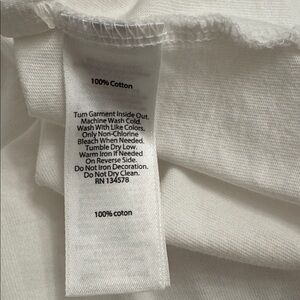 100% Cotton
Turn Garment Inside Out.
Machine Wash Cold.
Wash With Like Colors.
Only Non-Chlorine
Bleach When Needed.
Tumble Dry Low.
Warm Iron if Needed
On Reverse Side.
Do Not Iron Decoration.
Do Not Dry Clean.
RN 134578
100% coton